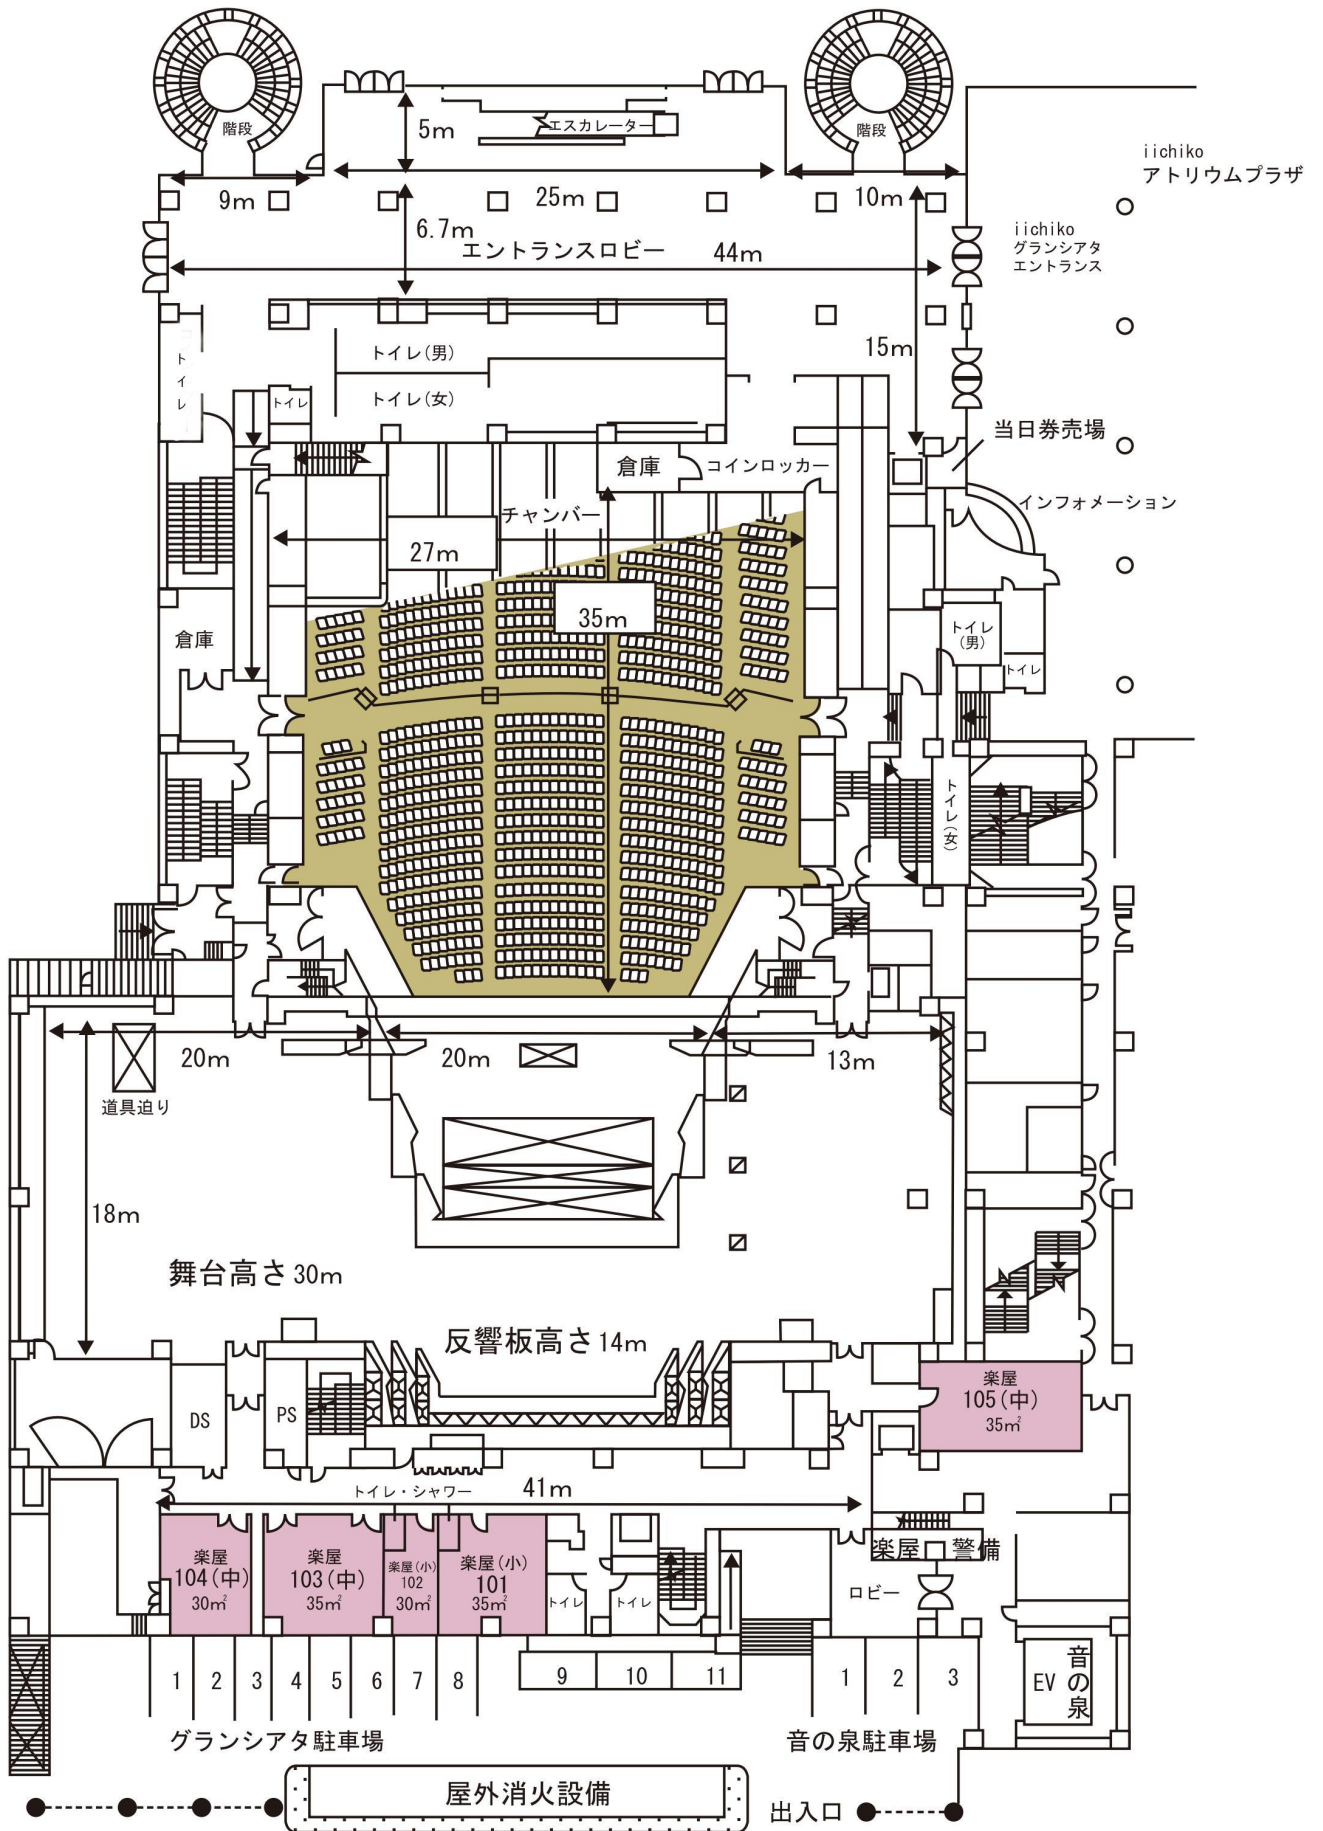 階段
階段
5m
エスカレーター
iichiko
アトリウムプラザ
9m
25m
10m
6.7m
エントランスロビー
44m
iichiko
グランシアタ
エントランス
トイレ
トイレ(男)
トイレ(女)
トイレ
15m
当日券売場
倉庫
コインロッカー
インフォメーション
チャンバー
27m
35m
倉庫
トイレ
(男)
トイレ
トイレ(女)
20m
20m
13m
道具迫り
18m
舞台高さ30m
反響板高さ14m
楽屋
105(中)
35㎡
DS
PS
トイレ・シャワー
41m
楽屋
104(中)
30㎡
楽屋
103(中)
35㎡
楽屋(小)
102
30㎡
楽屋(小)
101
35㎡
トイレ
トイレ
楽屋
警備
ロビー
1 2 3 4 5 6 7 8
9 10 11
1 2 3
EV
音の泉
グランシアタ駐車場
音の泉駐車場
屋外消火設備
出入口